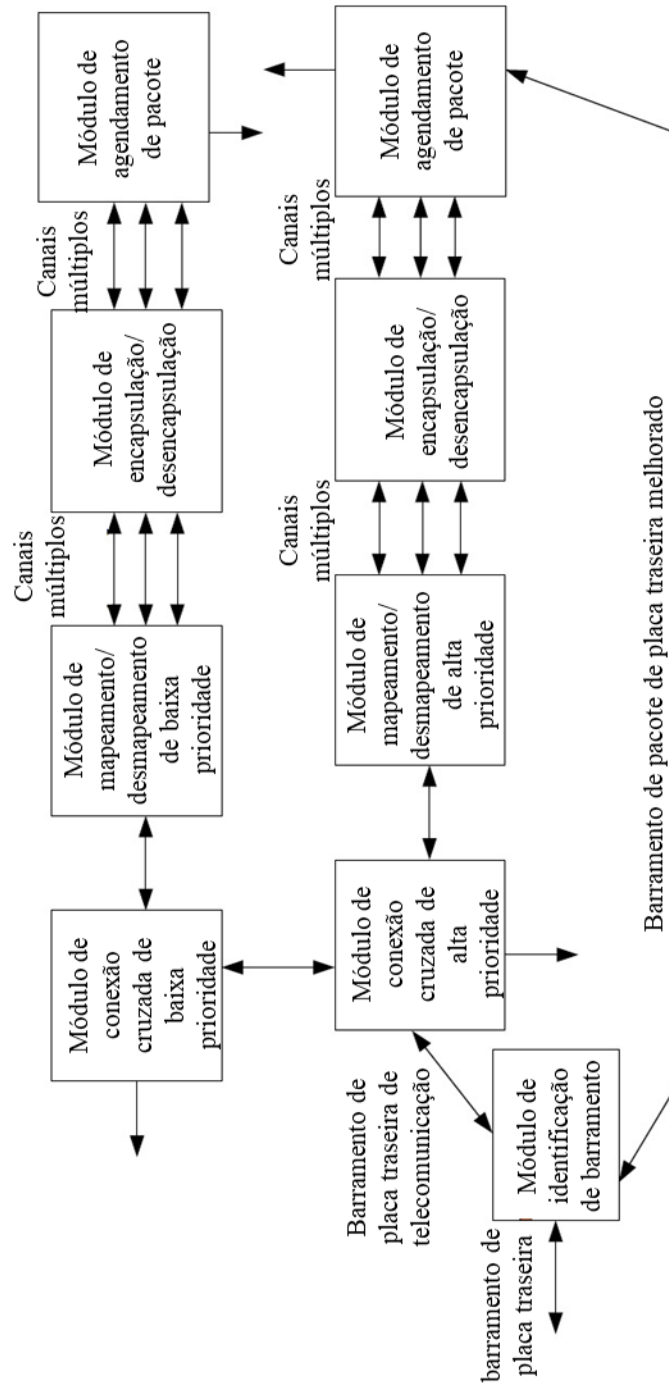 Módulo de
conexão
cruzada de
baixa
prioridade
Módulo de
mapeamento/
desmapeamento
de baixa
prioridade
Canais
múltiplos
Módulo de
encapsulação/
desencapsulação
Canais
múltiplos
Módulo de
agendamento
de pacote
barramento de
placa traseira
Módulo de
identificação
de barramento
Barramento de
placa traseira de
telecomunicação
Módulo de
conexão
cruzada de
alta
prioridade
Módulo de
mapeamento/
desmapeamento
de alta
prioridade
Canais
múltiplos
Módulo de
encapsulação/
desencapsulação
Canais
múltiplos
Módulo de
agendamento
de pacote
Barramento de pacote de placa traseira melhorado